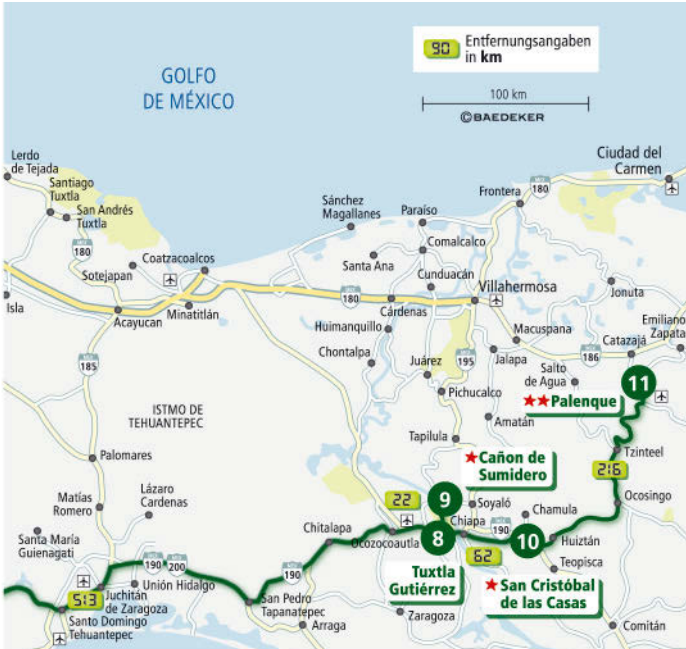 90 Entfernungsangaben
in km
GOLFO
DE MÉXICO
100 km
©BAEDEKER
Lerdo
de Tejada
Santiago
Tuxtla
San Andrés
Tuxtla
180
Sotejapan
Coatzacoalcos
Isla
Acayucan
Minatitlán
Sánchez
Magallanes
Paraíso
Frontera
180
Ciudad del
Carmen
Comalcalco
Santa Ana
Cunduacán
Villahermosa
Jonuta
180
Cárdenas
Huimanguillo
Macuspana
Emiliano
Zapata
Catazajá
186
Chontalpa
Juárez
195
Jalapa
Salto
de Agua
11
185
Pichucalco
★★Palenque
ISTMO DE
TEHUANTEPEC
Amatán
Tapilula
Tzinteel
Palomares
★Cañon de
Sumidero
216
Lázaro
Cardenas
Matías
Romero
22
9
Soyaló
Chamula
Ocosingo
Santa María
Guienagati
Chitalapa
Ocozocoautla
8
Chiapa
190
10
Huiztán
190
200
190
62
Teopisca
Unión Hidalgo
Tuxtla
Gutiérrez
★San Cristóbal
de las Casas
513
Juchitán
de Zaragoza
San Pedro
Tapanatepec
Santo Domingo
Tehuantepec
Arraga
Zaragoza
Comitán